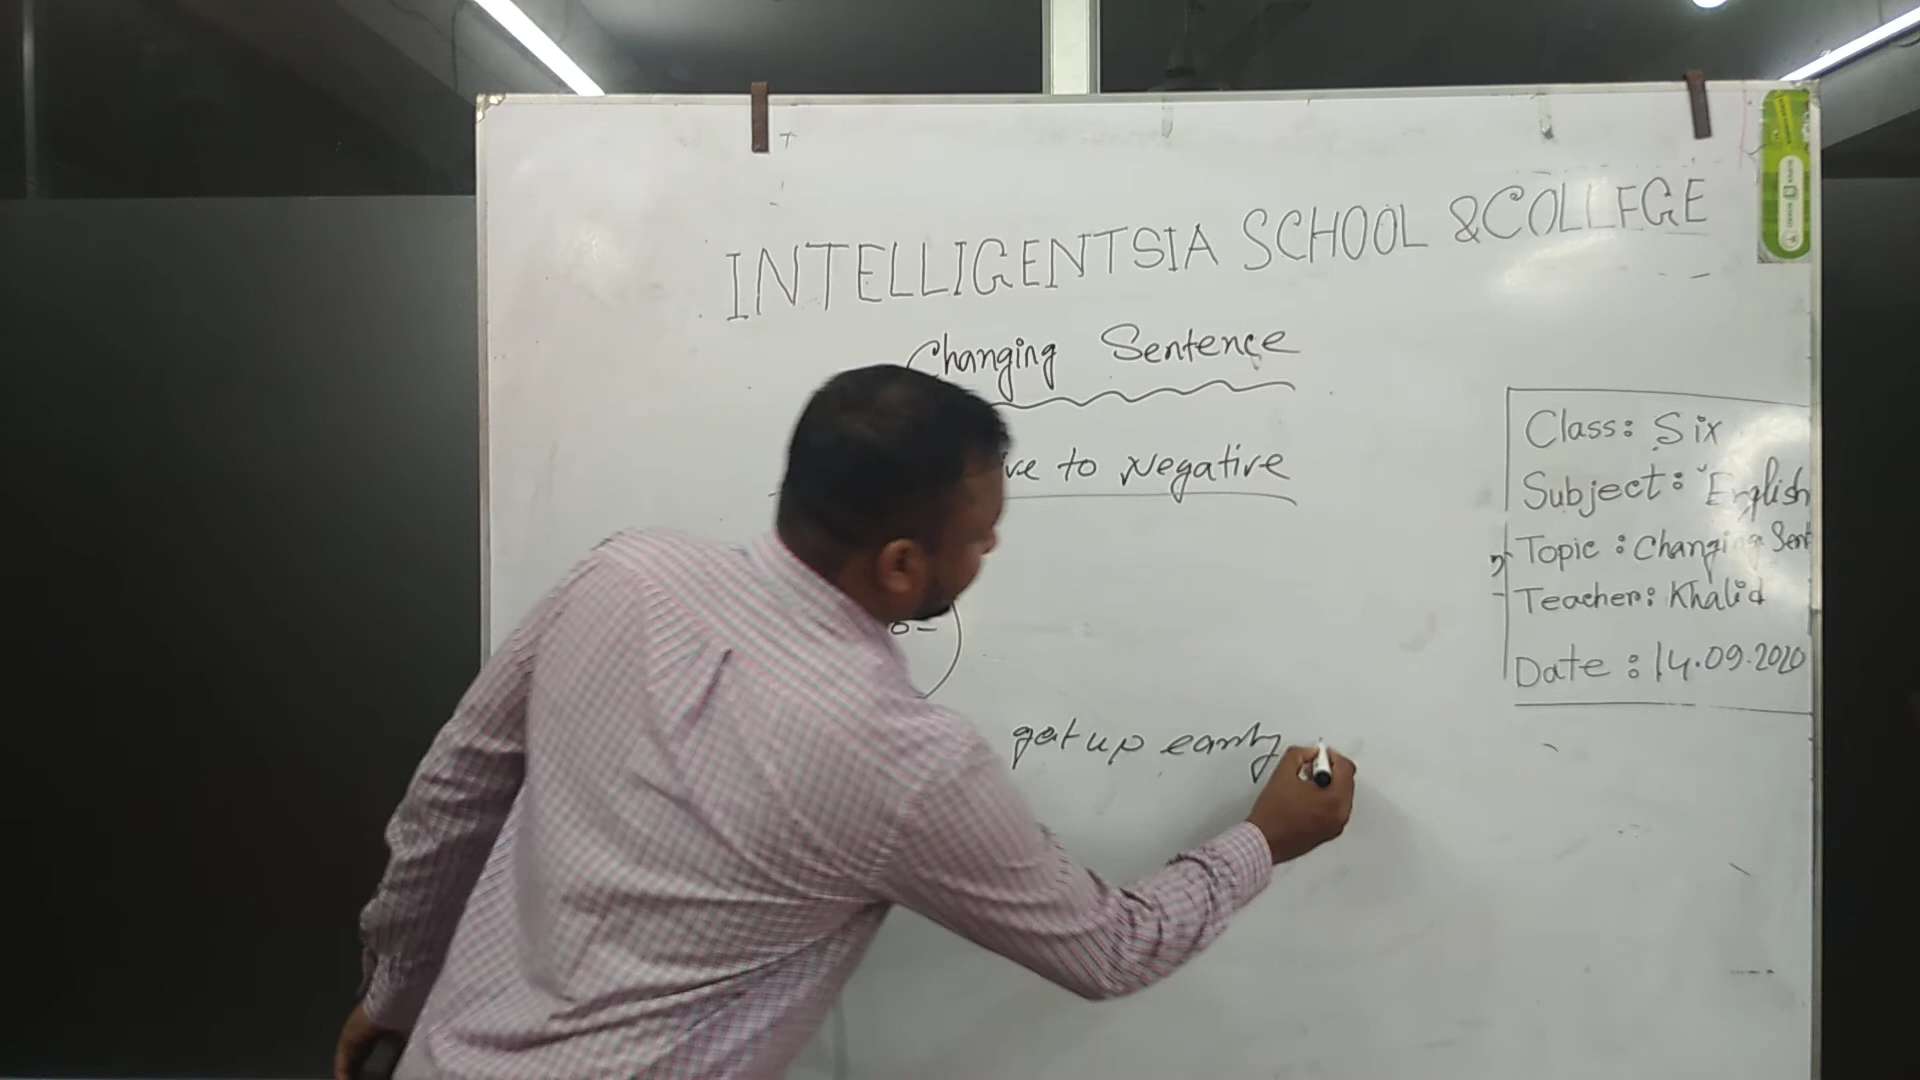 INTELLIGENTSIA SCHOOL & COLLEGE
Changing Sentence
ive to Negative
get up early
Class: Six
Subject: English
Topic : Changing Sent
Teacher: Khalid
Date : 14.09.2020